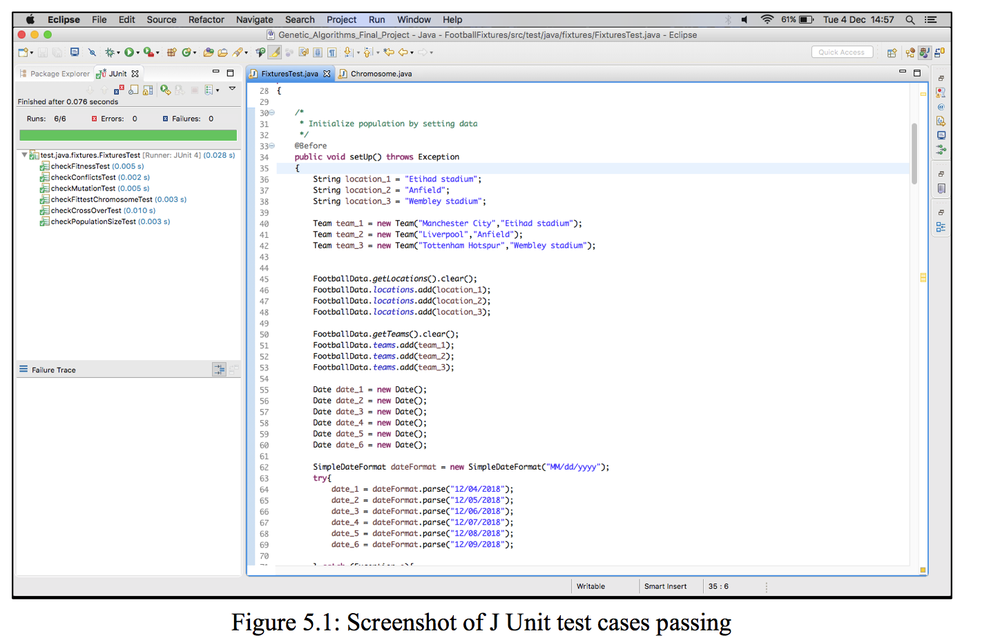 Eclipse File Edit Source Refactor Navigate Search Project Run Window Help 61% Tue 4 Dec 14:57
Genetic_Algorithms_Final_Project - Java - FootballFixtures/src/test/java/fixtures/FixturesTest.java - Eclipse
Quick Access
Package Explorer JUnit
Finished after 0.076 seconds
Runs: 6/6 Errors: 0 Failures: 0
test.java.fixtures.FixturesTest [Runner: JUnit 4] (0.028 s)
checkFitnessTest (0.005 s)
checkConflictsTest (0.002 s)
checkMutationTest (0.005 s)
checkFittestChromosomeTest (0.003 s)
checkCrossOverTest (0.010 s)
checkPopulationSizeTest (0.003 s)
Failure Trace
FixturesTest.java Chromosome.java
28 {
29
30 /*
31 * Initialize population by setting data
32 */
33 @Before
34 public void setUp() throws Exception
35 {
36 String location_1 = "Etihad stadium";
37 String location_2 = "Anfield";
38 String location_3 = "Wembley stadium";
39
40 Team team_1 = new Team("Manchester City","Etihad stadium");
41 Team team_2 = new Team("Liverpool","Anfield");
42 Team team_3 = new Team("Tottenham Hotspur","Wembley stadium");
43
44
45 FootballData.getLocations().clear();
46 FootballData.locations.add(location_1);
47 FootballData.locations.add(location_2);
48 FootballData.locations.add(location_3);
49
50 FootballData.getTeams().clear();
51 FootballData.teams.add(team_1);
52 FootballData.teams.add(team_2);
53 FootballData.teams.add(team_3);
54
55 Date date_1 = new Date();
56 Date date_2 = new Date();
57 Date date_3 = new Date();
58 Date date_4 = new Date();
59 Date date_5 = new Date();
60 Date date_6 = new Date();
61
62 SimpleDateFormat dateFormat = new SimpleDateFormat("MM/dd/yyyy");
63 try{
64 date_1 = dateFormat.parse("12/04/2018");
65 date_2 = dateFormat.parse("12/05/2018");
66 date_3 = dateFormat.parse("12/06/2018");
67 date_4 = dateFormat.parse("12/07/2018");
68 date_5 = dateFormat.parse("12/08/2018");
69 date_6 = dateFormat.parse("12/09/2018");
70
Writable Smart Insert 35 : 6
Figure 5.1: Screenshot of J Unit test cases passing